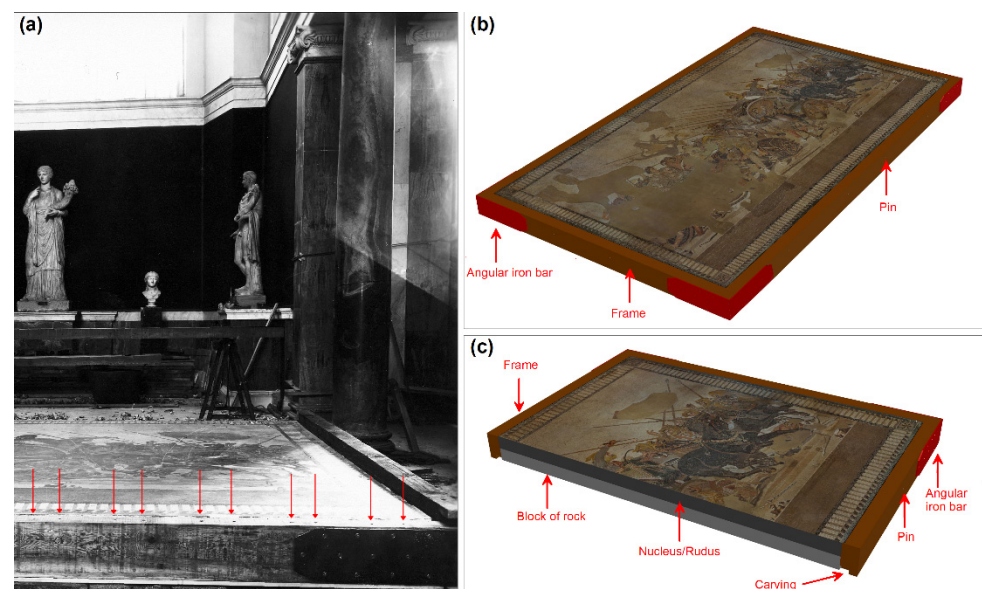 (a)
(b)
Pin
Angular iron bar
Frame
(c)
Frame
Block of rock
Nucleus/Rudus
Angular
iron bar
Pin
Carving